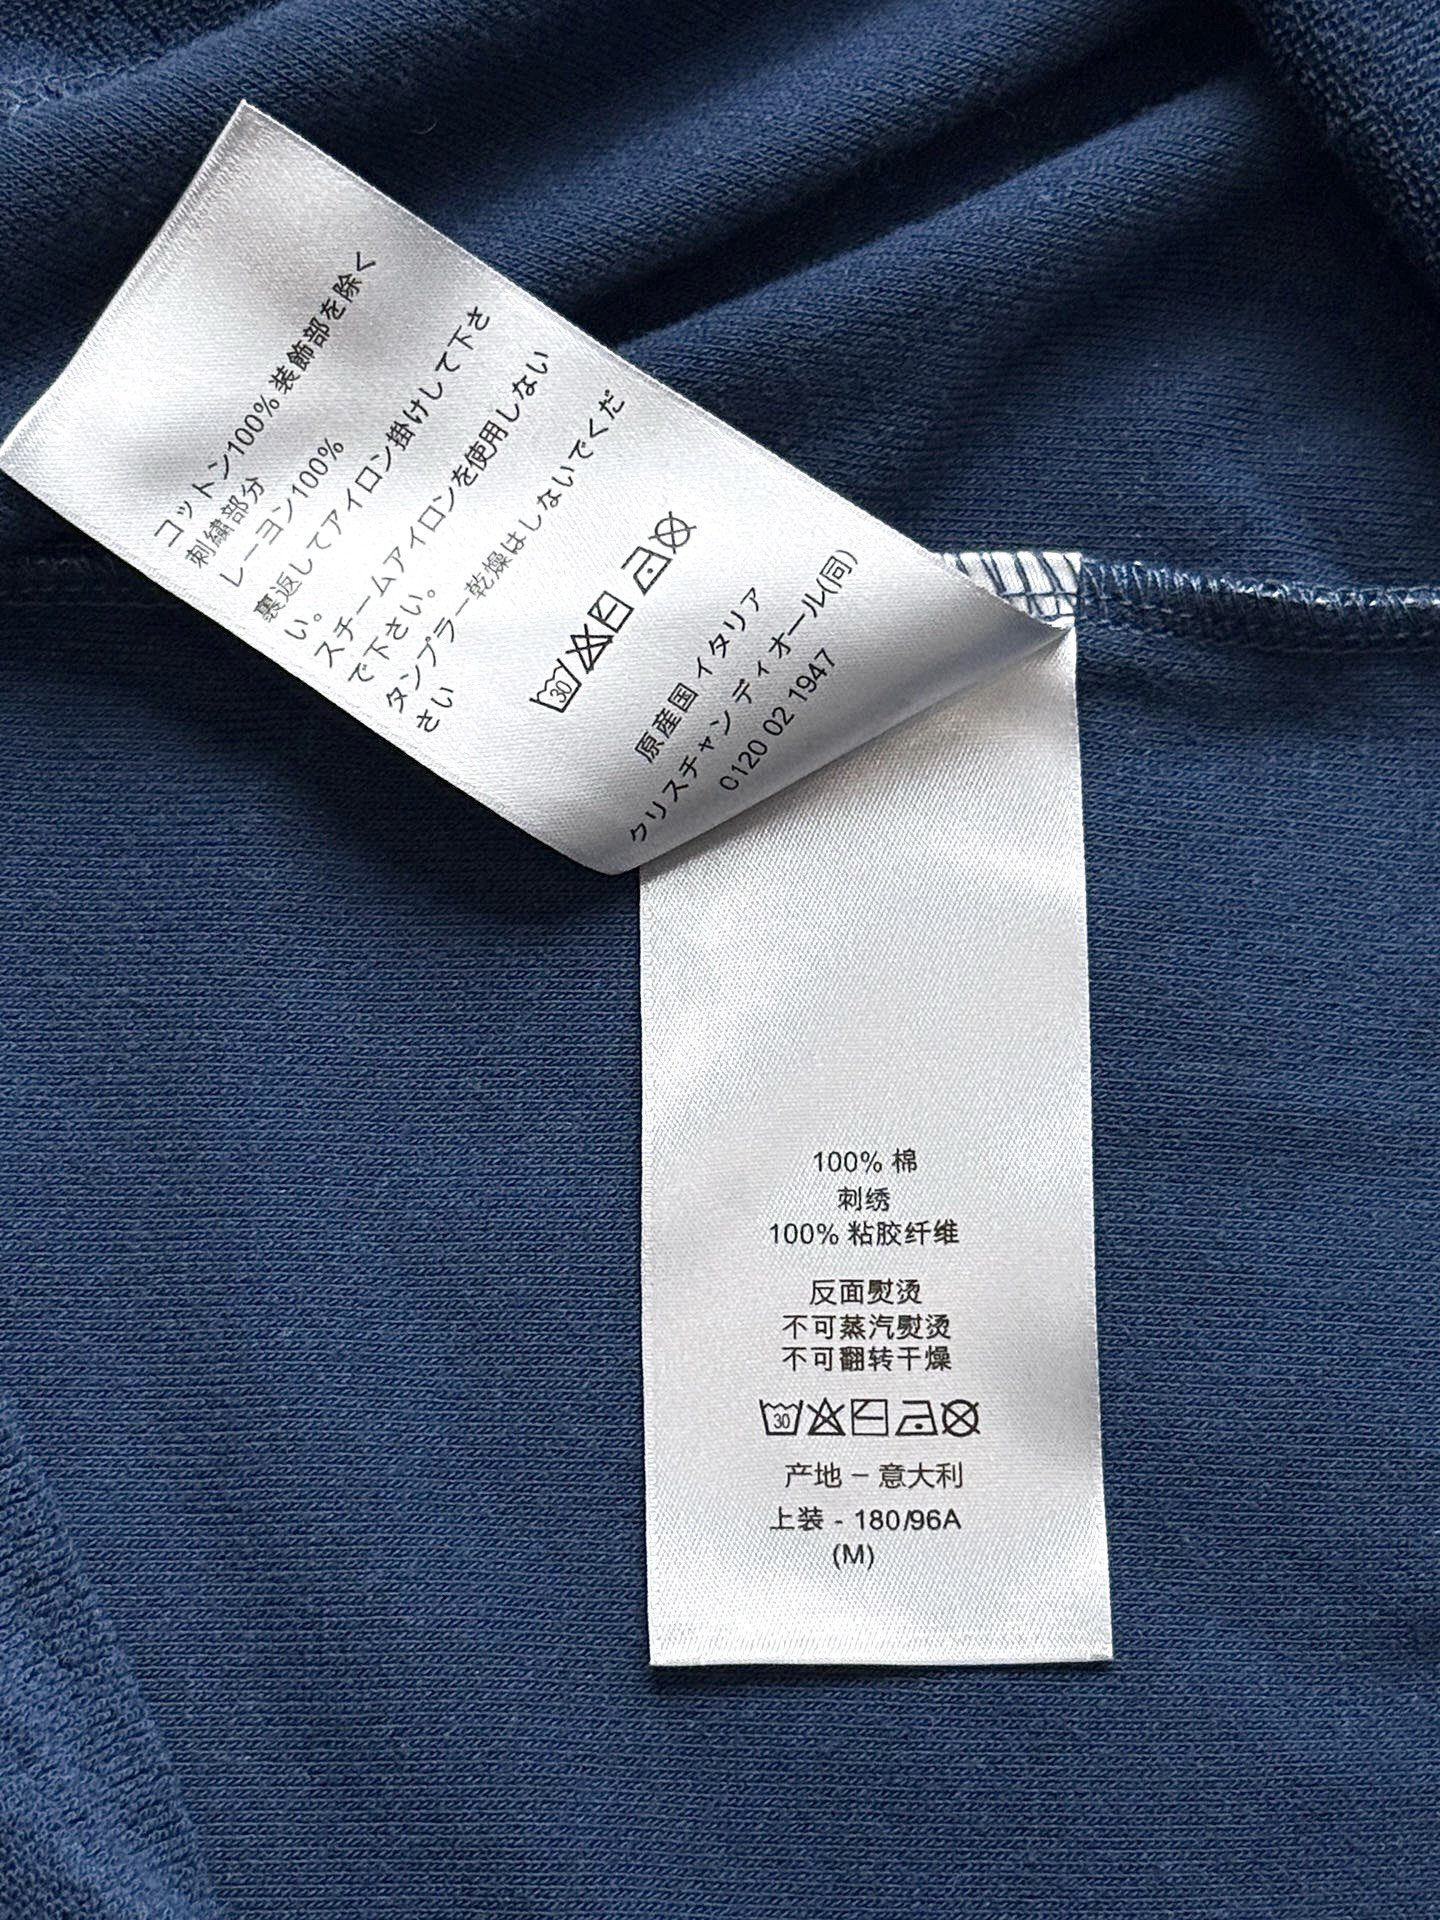 コットン100% 装飾部を除く
刺繍部分
レーヨン100%
裏返してアイロン掛けして下さ
い。
スチームアイロンを使用しない
で下さい。
タンブラー乾燥はしないでくだ
さい
30
原産国 イタリア
クリスチャン ディオール(同)
0120 02 1947
100% 棉
刺绣
100% 粘胶纤维
反面熨烫
不可蒸汽熨烫
不可翻转干燥
30
产地 – 意大利
上装 - 180/96A
(M)